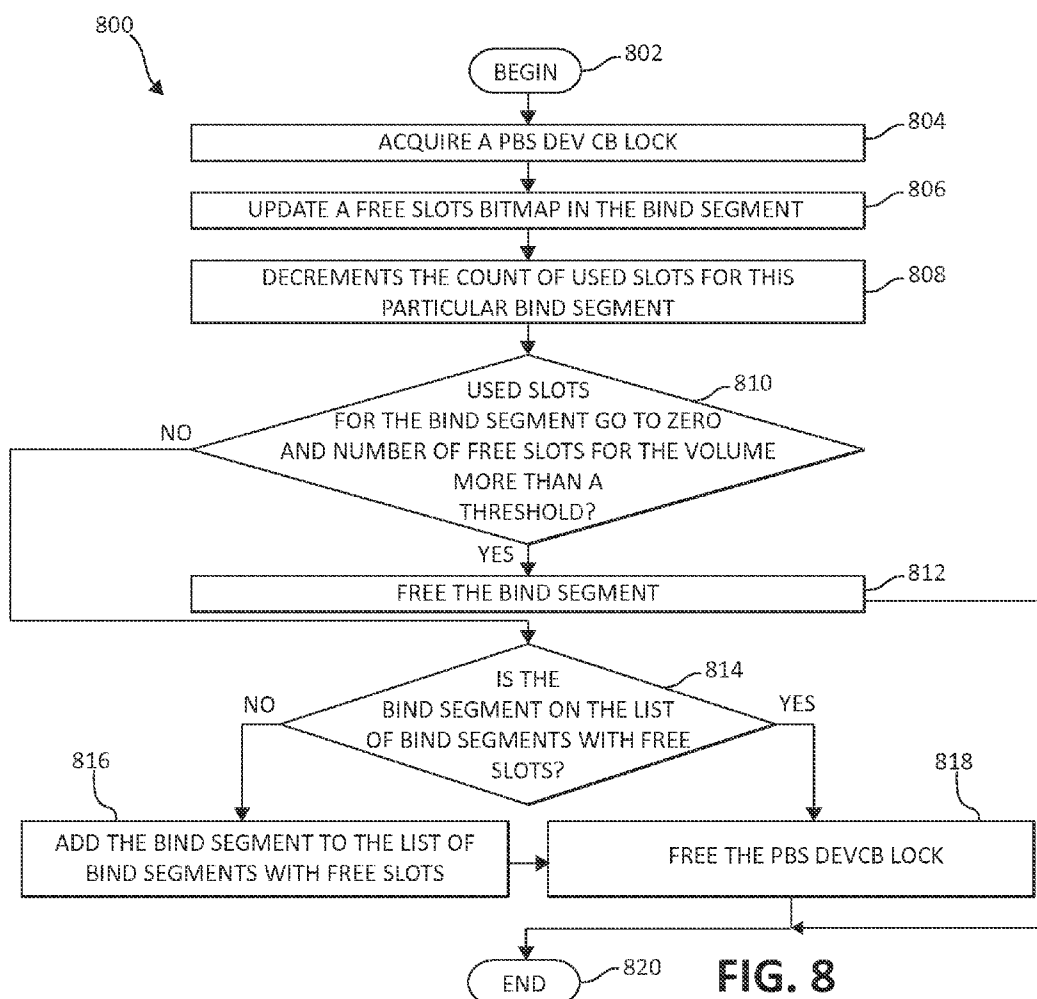 800
BEGIN
802
ACQUIRE A PBS DEV CB LOCK
804
UPDATE A FREE SLOTS BITMAP IN THE BIND SEGMENT
806
DECREMENTS THE COUNT OF USED SLOTS FOR THIS
PARTICULAR BIND SEGMENT
808
USED SLOTS
FOR THE BIND SEGMENT GO TO ZERO
AND NUMBER OF FREE SLOTS FOR THE VOLUME
MORE THAN A
THRESHOLD?
810
NO
YES
FREE THE BIND SEGMENT
812
IS THE
BIND SEGMENT ON THE LIST
OF BIND SEGMENTS WITH FREE
SLOTS?
814
NO
YES
816
ADD THE BIND SEGMENT TO THE LIST OF
BIND SEGMENTS WITH FREE SLOTS
818
FREE THE PBS DEVCB LOCK
END
820
FIG. 8